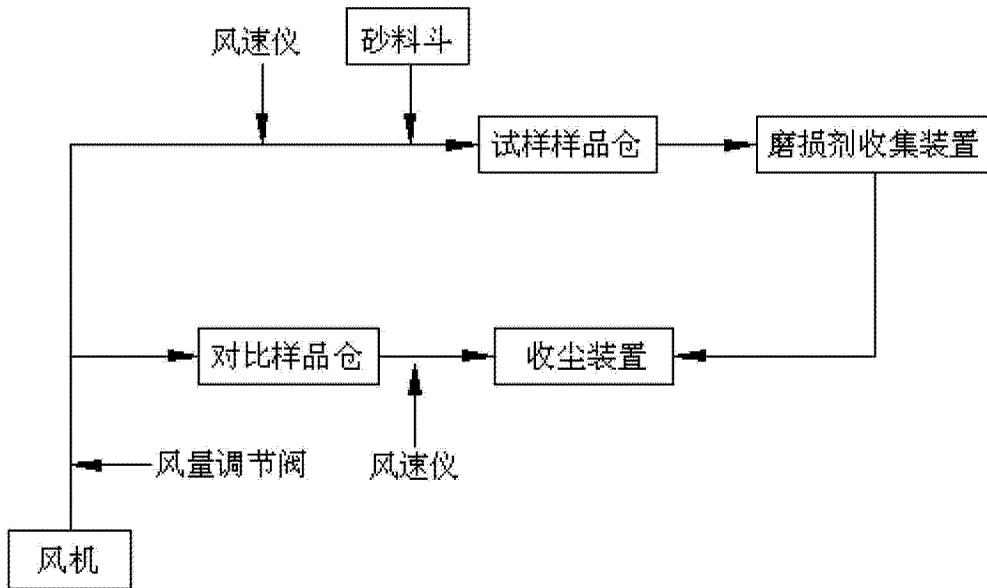 风速仪
砂料斗
试样样品仓
磨损剂收集装置
对比样品仓
收尘装置
风量调节阀
风速仪
风机